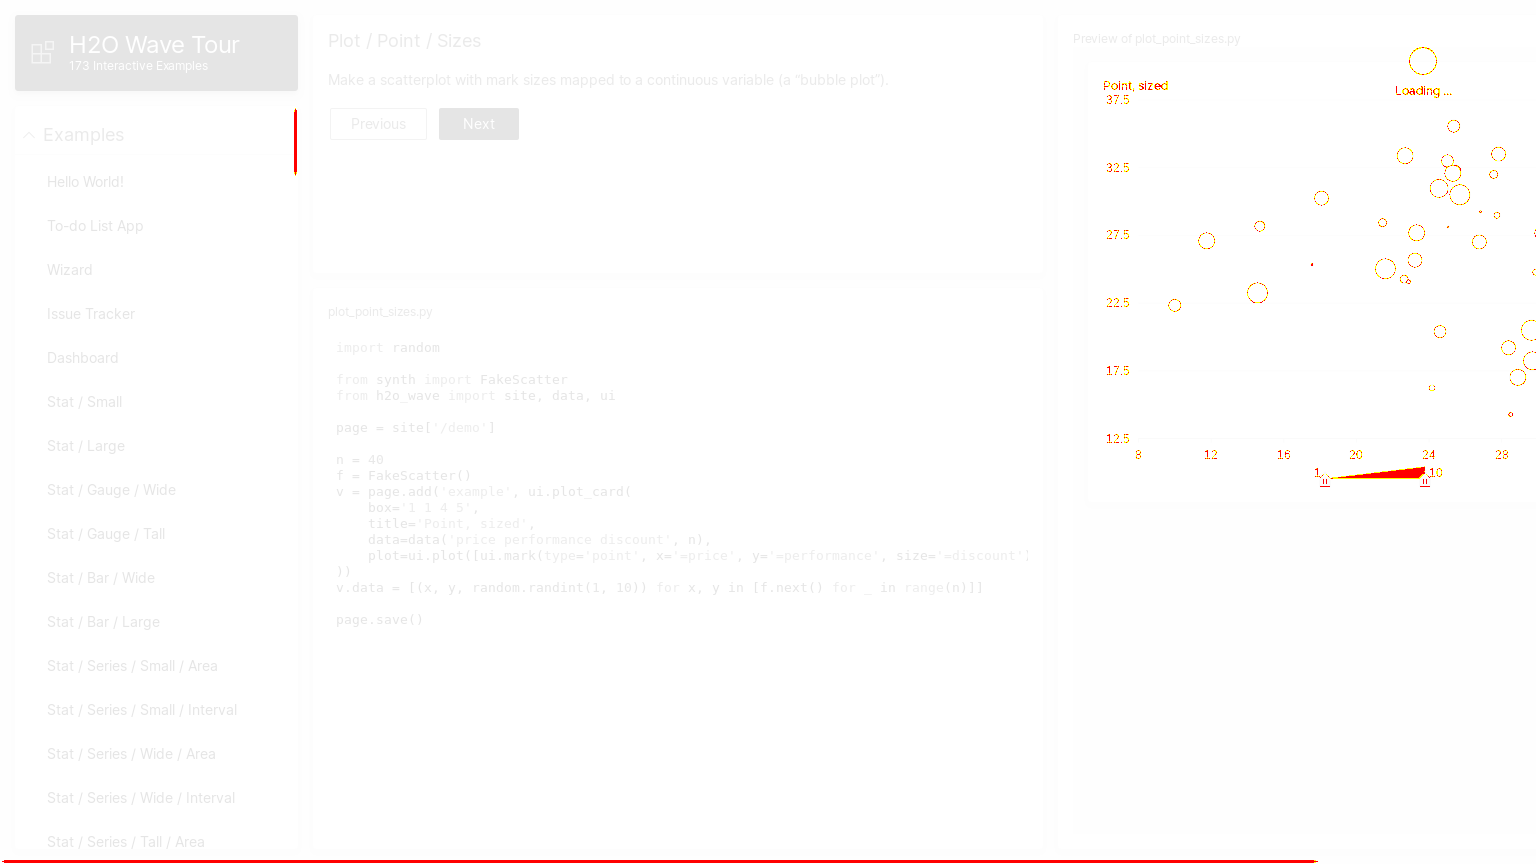 H2O Wave Tour
173 Interactive Examples
Examples
Hello World!
To-do List App
Wizard
Issue Tracker
Dashboard
Stat / Small
Stat / Large
Stat / Gauge / Wide
Stat / Gauge / Tall
Stat / Bar / Wide
Stat / Bar / Large
Stat / Series / Small / Area
Stat / Series / Small / Interval
Stat / Series / Wide / Area
Stat / Series / Wide / Interval
Stat / Series / Tall / Area
Plot / Point / Sizes
Make a scatterplot with mark sizes mapped to a continuous variable (a “bubble plot”).
Previous
Next
plot_point_sizes.py
import random
from synth import FakeScatter
from h2o_wave import site, data, ui
page = site['/demo']
n = 40
f = FakeScatter()
v = page.add('example', ui.plot_card(
box='1 1 4 5',
title='Point, sized',
data=data('price performance discount', n),
plot=ui.plot([ui.mark(type='point', x='=price', y='=performance', size='=discount')
))
v.data = [(x, y, random.randint(1, 10)) for x, y in [f.next() for _ in range(n)]]
page.save()
Preview of plot_point_sizes.py
Point, sized
Loading ...
37.5
32.5
27.5
22.5
17.5
12.5
8 12 16 20 24 28
1 10